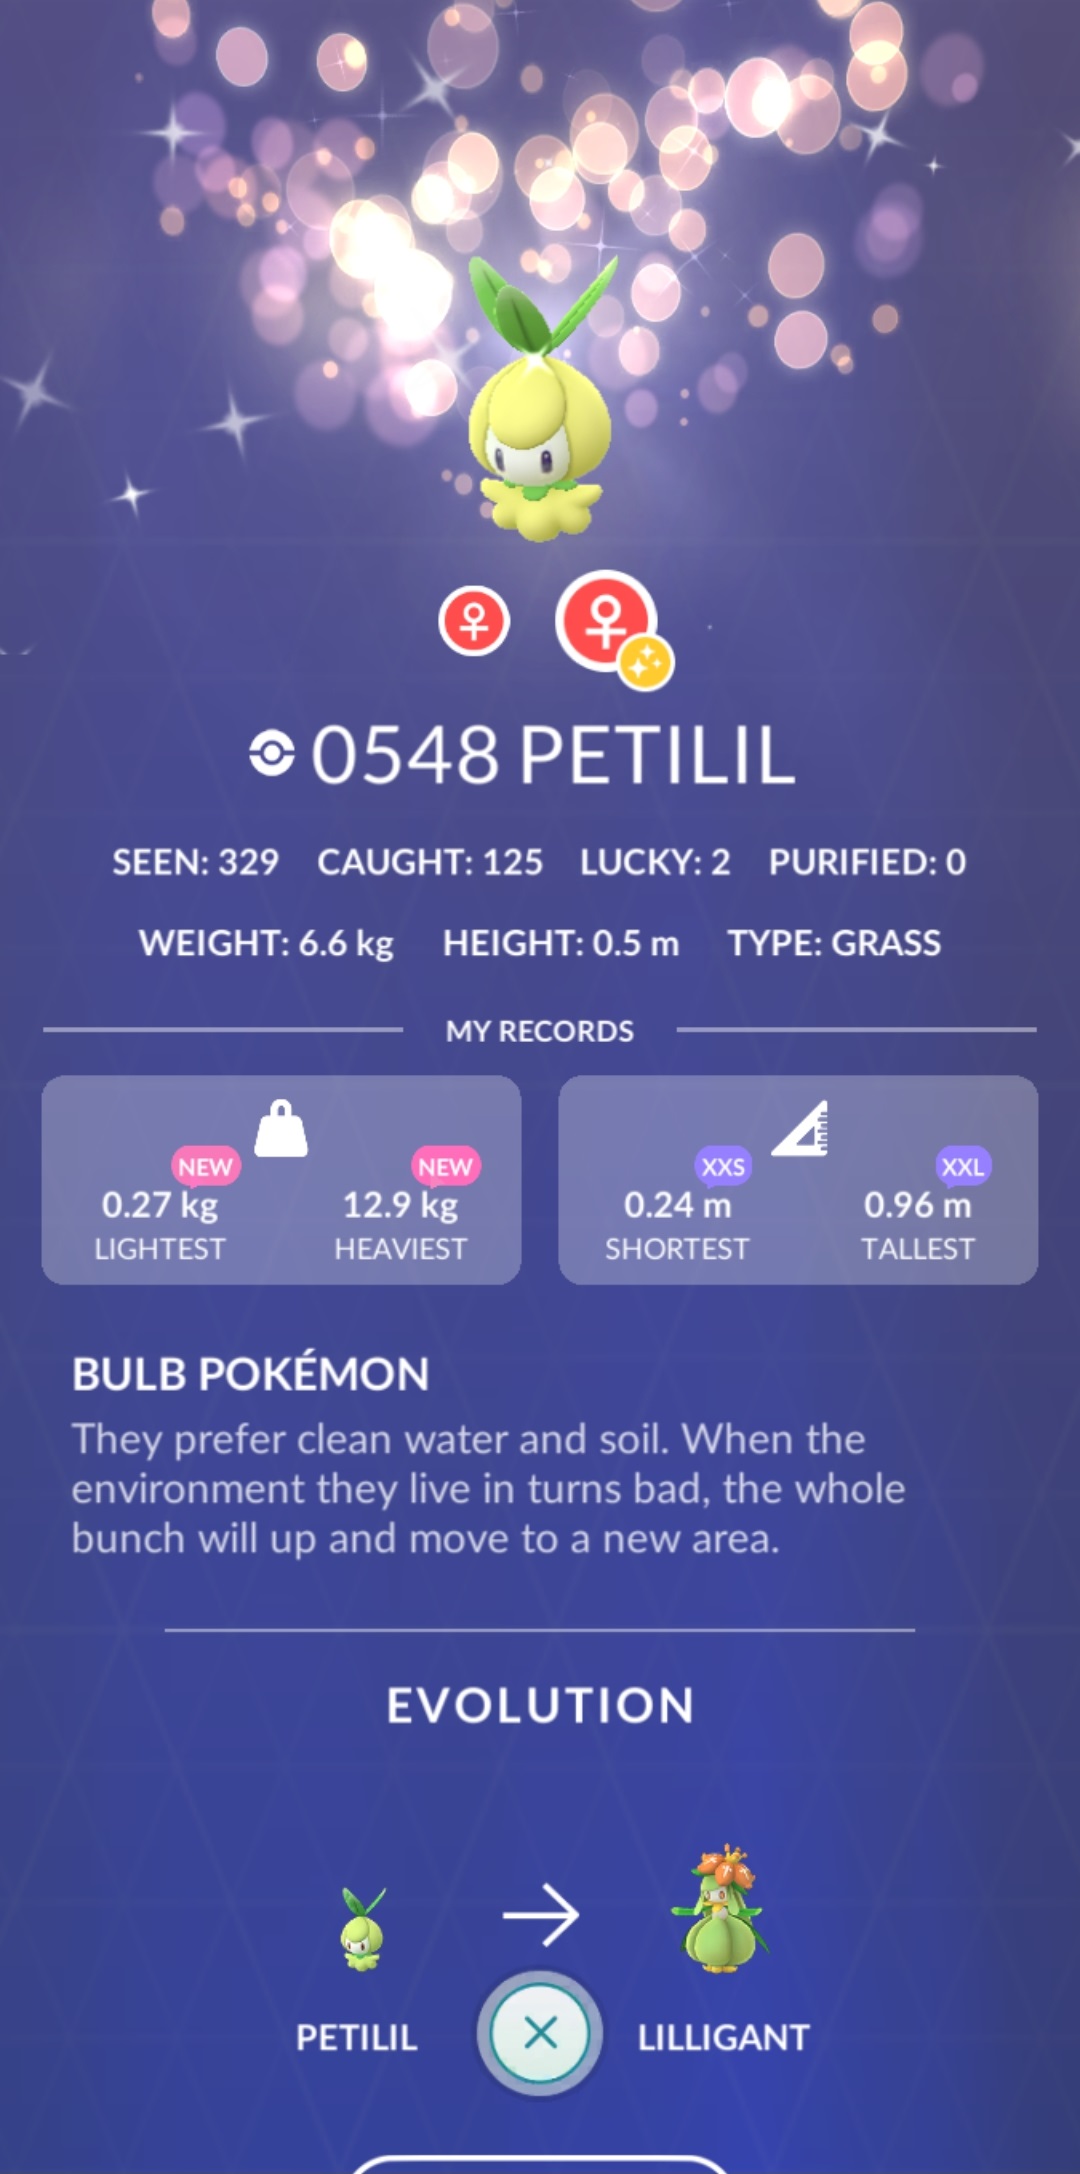 0548 PETILIL
SEEN: 329 CAUGHT: 125 LUCKY: 2 PURIFIED: 0
WEIGHT: 6.6 kg HEIGHT: 0.5 m TYPE: GRASS
MY RECORDS
NEW NEW
0.27 kg 12.9 kg
LIGHTEST HEAVIEST
XXS XXL
0.24 m 0.96 m
SHORTEST TALLEST
BULB POKÉMON
They prefer clean water and soil. When the
environment they live in turns bad, the whole
bunch will up and move to a new area.
EVOLUTION
PETILIL LILLIGANT